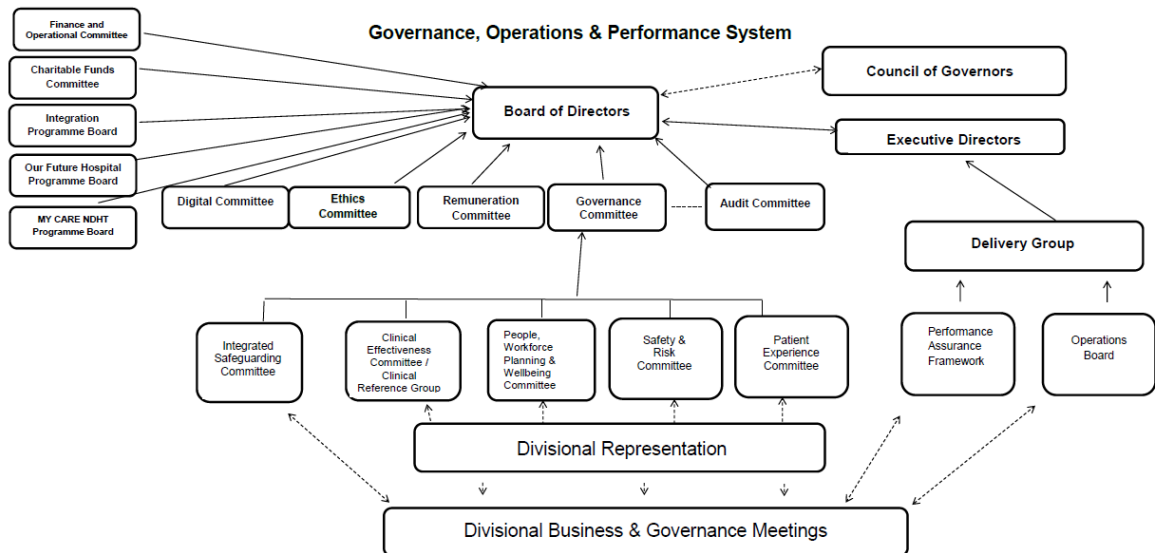 Governance, Operations & Performance System
Finance and
Operational Committee
Charitable Funds
Committee
Integration
Programme Board
Our Future Hospital
Programme Board
MY CARE NDHT
Programme Board
Council of Governors
Board of Directors
Executive Directors
Digital Committee
Ethics
Committee
Remuneration
Committee
Governance
Committee
Audit Committee
Delivery Group
Integrated
Safeguarding
Committee
Clinical
Effectiveness
Committee /
Clinical
Reference Group
People,
Workforce
Planning &
Wellbeing
Committee
Safety &
Risk
Committee
Patient
Experience
Committee
Performance
Assurance
Framework
Operations
Board
Divisional Representation
Divisional Business & Governance Meetings